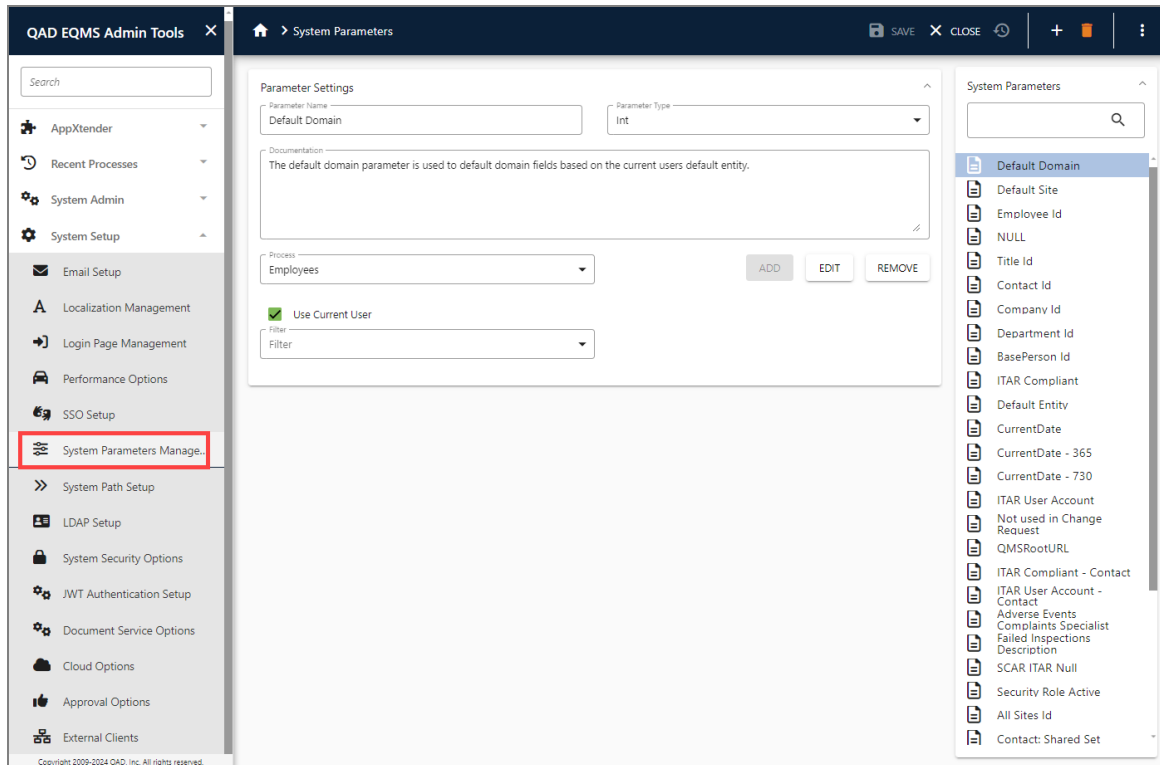 QAD EQMS Admin Tools
System Parameters
SAVE
CLOSE
Search
AppXtender
Recent Processes
System Admin
System Setup
Email Setup
Localization Management
Login Page Management
Performance Options
SSO Setup
System Parameters Manage..
System Path Setup
LDAP Setup
System Security Options
JWT Authentication Setup
Document Service Options
Cloud Options
Approval Options
External Clients
Copyright 2009-2024 QAD, Inc. All rights reserved.
Parameter Settings
Parameter Name
Default Domain
Parameter Type
Int
Documentation
The default domain parameter is used to default domain fields based on the current users default entity.
Process
Employees
ADD
EDIT
REMOVE
Use Current User
Filter
Filter
System Parameters
Default Domain
Default Site
Employee Id
NULL
Title Id
Contact Id
Company Id
Department Id
BasePerson Id
ITAR Compliant
Default Entity
CurrentDate
CurrentDate - 365
CurrentDate - 730
ITAR User Account
Not used in Change
Request
QMSRootURL
ITAR Compliant - Contact
ITAR User Account -
Contact
Adverse Events
Complaints Specialist
Failed Inspections
Description
SCAR ITAR Null
Security Role Active
All Sites Id
Contact: Shared Set